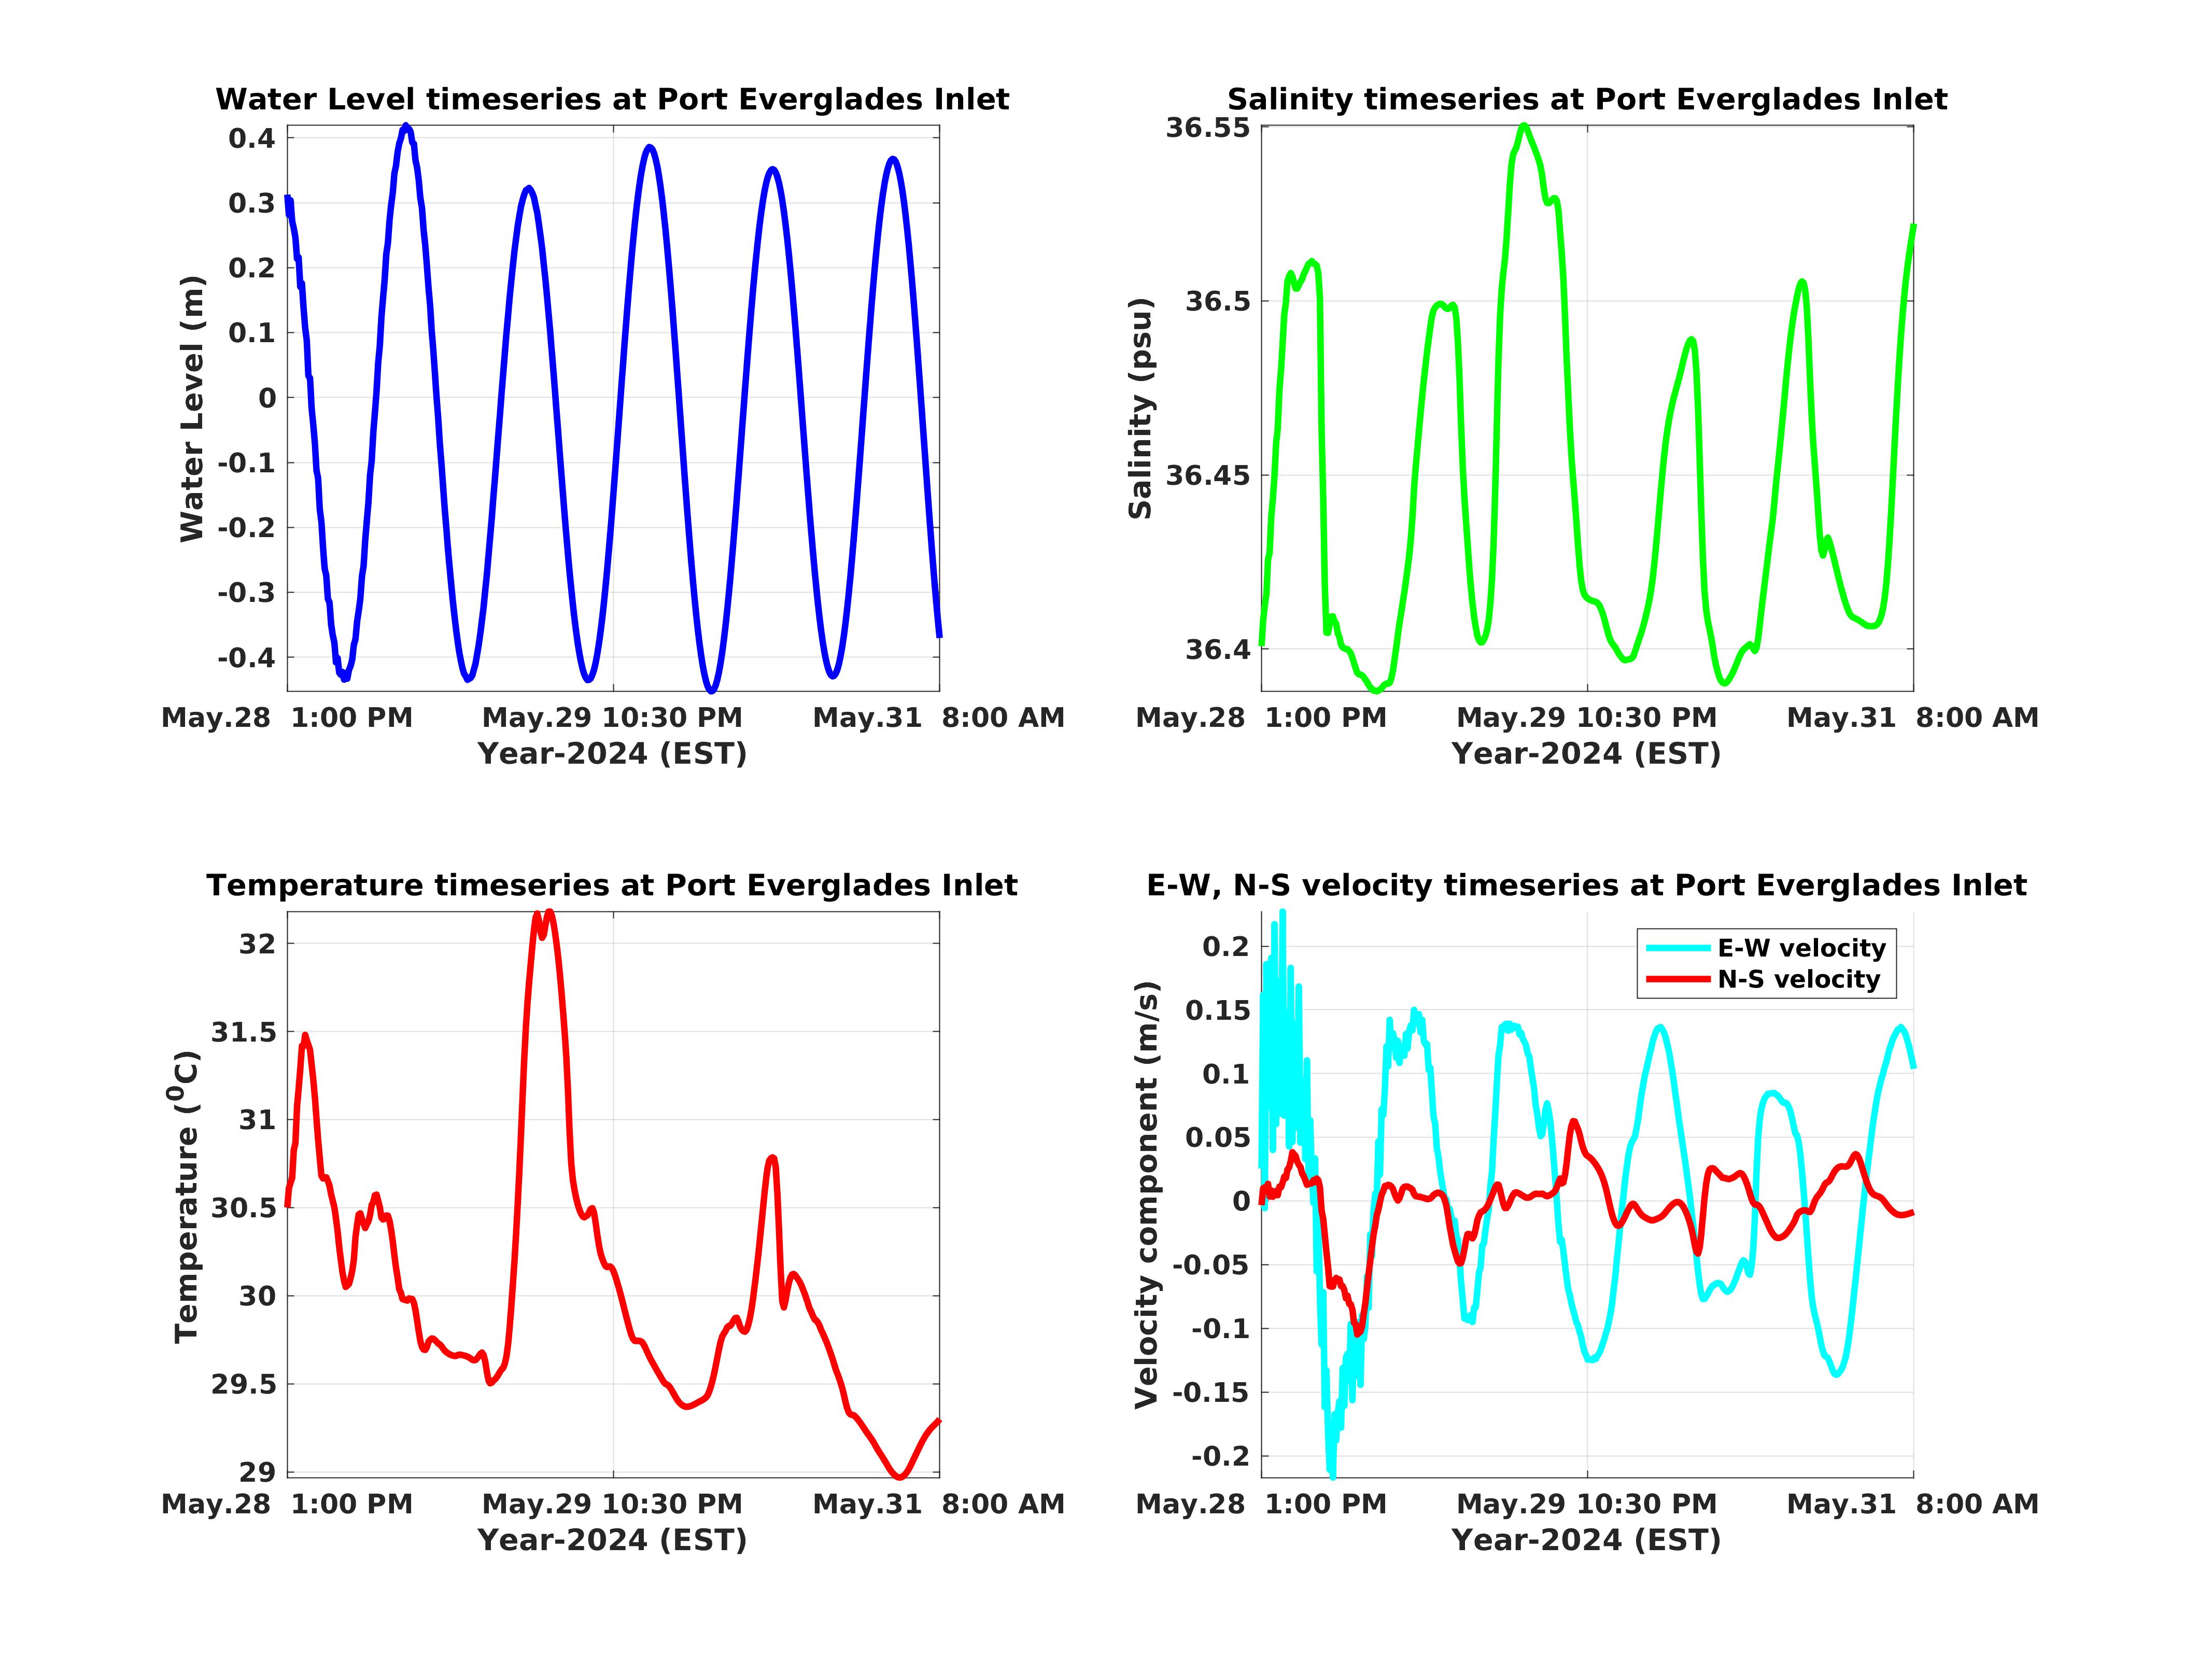 Water Level timeseries at Port Everglades Inlet
0.4
0.3
0.2
0.1
0
-0.1
-0.2
-0.3
-0.4
Water Level (m)
May.28 1:00 PM May.29 10:30 PM May.31 8:00 AM
Year-2024 (EST)
Salinity timeseries at Port Everglades Inlet
36.55
36.5
36.45
36.4
Salinity (psu)
May.28 1:00 PM May.29 10:30 PM May.31 8:00 AM
Year-2024 (EST)
Temperature timeseries at Port Everglades Inlet
32
31.5
31
30.5
30
29.5
29
Temperature (⁰C)
May.28 1:00 PM May.29 10:30 PM May.31 8:00 AM
Year-2024 (EST)
E-W, N-S velocity timeseries at Port Everglades Inlet
E-W velocity
N-S velocity
0.2
0.15
0.1
0.05
0
-0.05
-0.1
-0.15
-0.2
Velocity component (m/s)
May.28 1:00 PM May.29 10:30 PM May.31 8:00 AM
Year-2024 (EST)